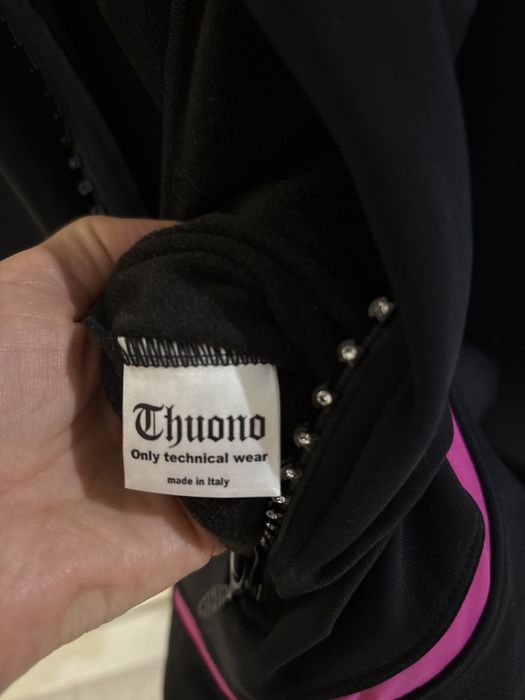 Thuono
Only technical wear
made in Italy